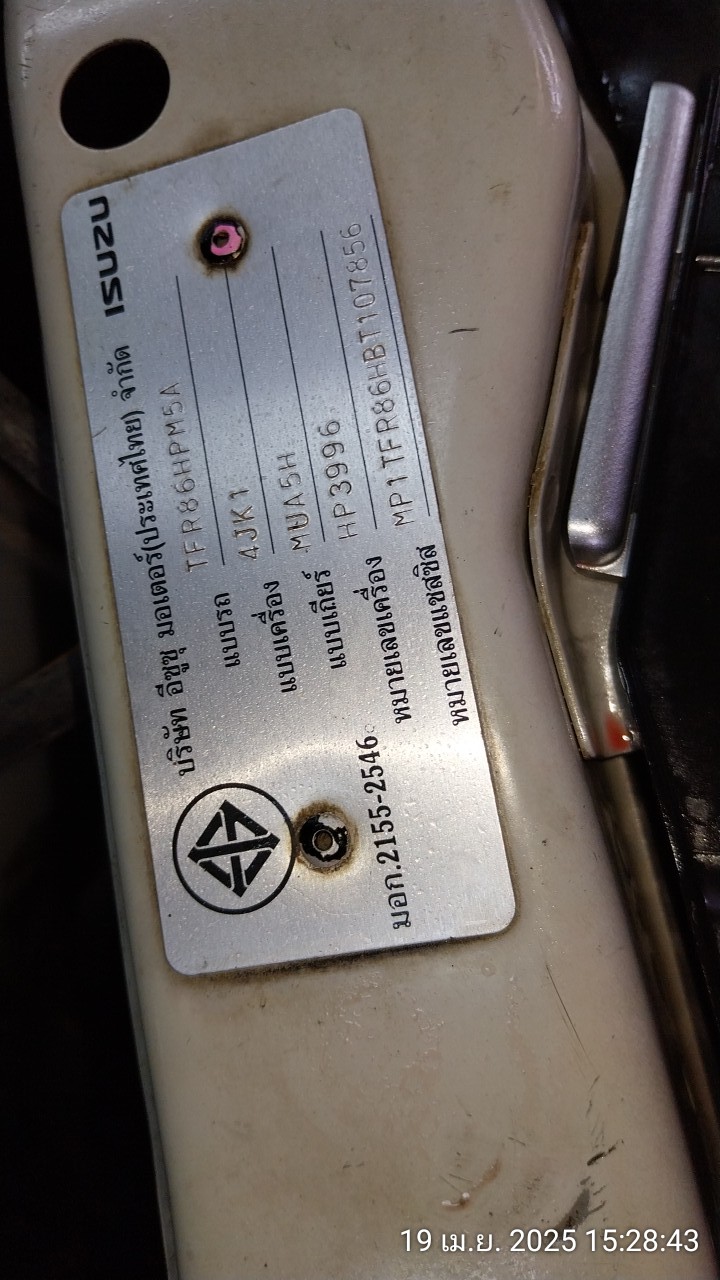 บริษัท อีซูซุ มอเตอร์(ประเทศไทย) จำกัด ISUZU
แบบรถ TFR86HPM5A
แบบเครื่อง 4JK1
แบบเกียร์ MUA5H
หมายเลขเครื่อง HP3996
หมายเลขแชสซิส MP1TFR86HBT107856
มอก.2155-2546
19 เม.ย. 2025 15:28:43